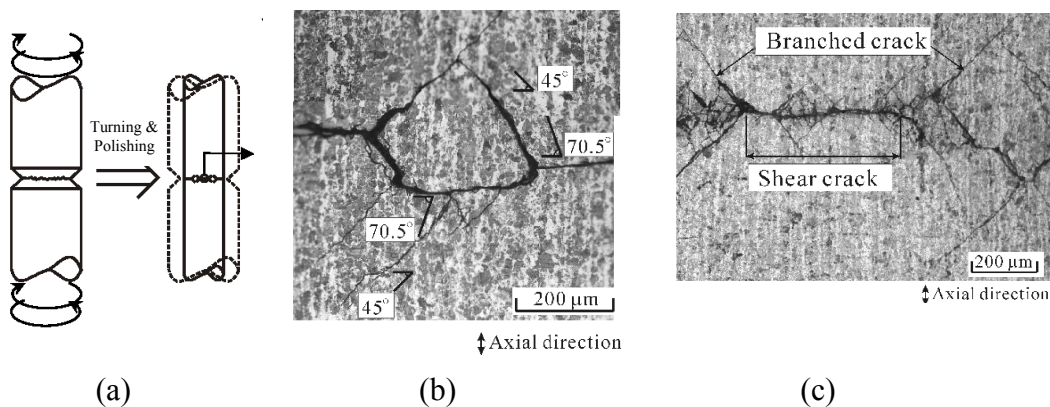 Turning &
Polishing
(a)
45°
70.5°
70.5°
45°
200 μm
Axial direction
(b)
Branched crack
Shear crack
200 μm
Axial direction
(c)